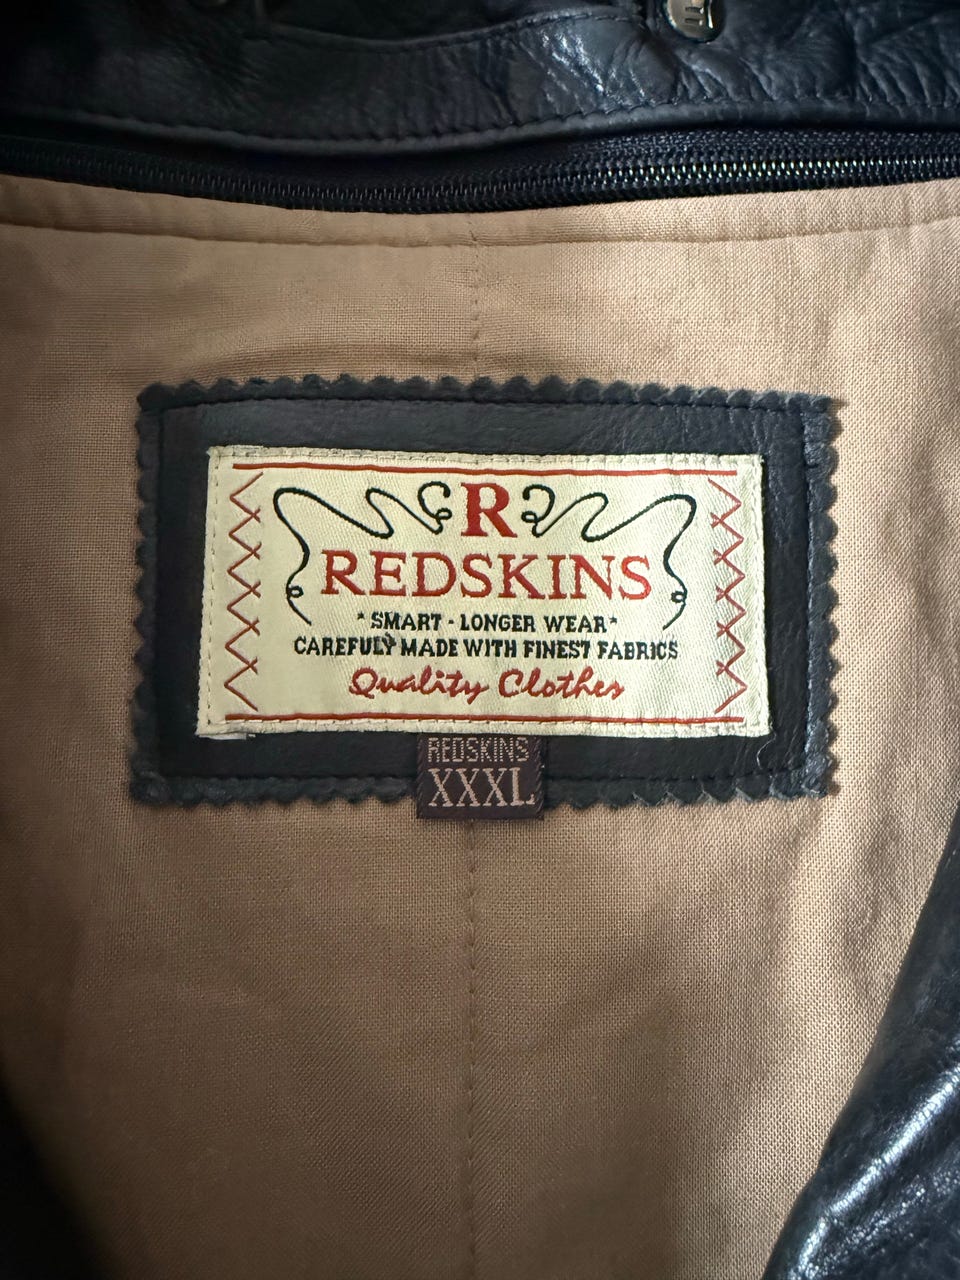 R
REDSKINS
*SMART - LONGER WEAR*
CAREFULY MADE WITH FINEST FABRICS
Quality Clothes
REDSKINS
XXXL